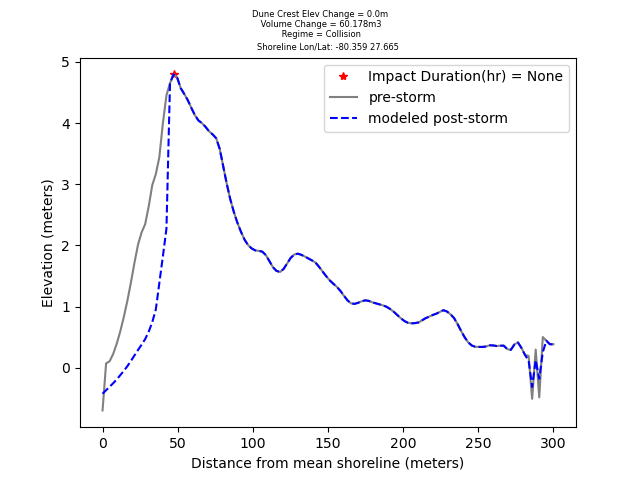 Dune Crest Elev Change = 0.0m
Volume Change = 60.178m3
Regime = Collision
Shoreline Lon/Lat: -80.359 27.665
Impact Duration(hr) = None
pre-storm
modeled post-storm
Elevation (meters)
5
4
3
2
1
0
0 50 100 150 200 250 300
Distance from mean shoreline (meters)